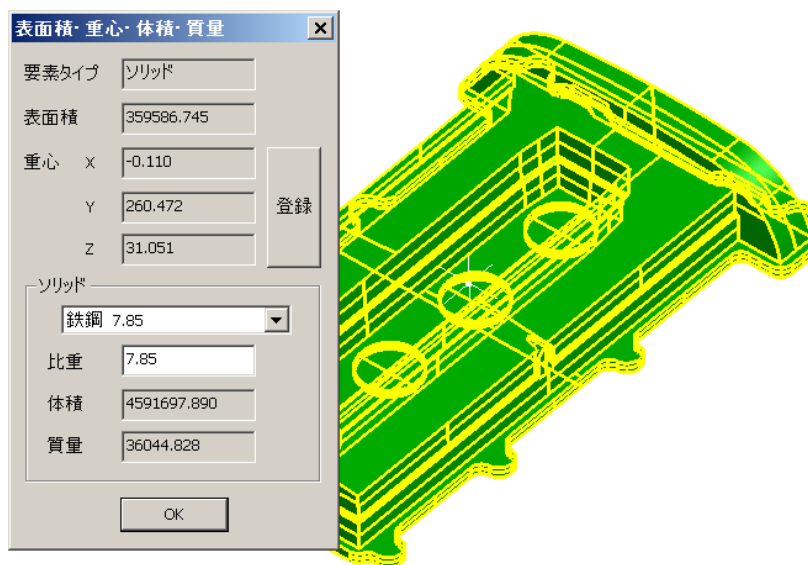 表面積・重心・体積・質量
要素タイプ ソリッド
表面積 359586.745
重心 X -0.110
Y 260.472
登録
Z 31.051
ソリッド
鉄鋼 7.85
比重 7.85
体積 4591697.890
質量 36044.828
OK